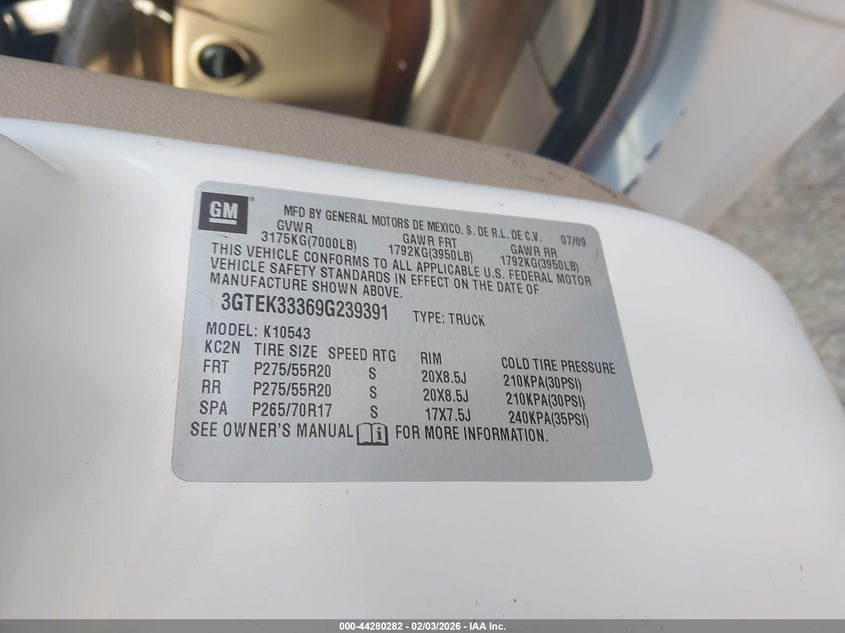 GM
MFD BY GENERAL MOTORS DE MEXICO. S. DE R.L. DE C.V. 07/09
GVWR GAWR FRT GAWR RR
3175KG(7000LB) 1792KG(3950LB) 1792KG(3950LB)
THIS VEHICLE CONFORMS TO ALL APPLICABLE U.S. FEDERAL MOTOR
VEHICLE SAFETY STANDARDS IN EFFECT ON THE DATE OF
MANUFACTURE SHOWN ABOVE.
3GTEK33369G239391 TYPE: TRUCK
MODEL: K10543
KC2N TIRE SIZE SPEED RTG RIM COLD TIRE PRESSURE
FRT P275/55R20 S 20X8.5J 210KPA(30PSI)
RR P275/55R20 S 20X8.5J 210KPA(30PSI)
SPA P265/70R17 S 17X7.5J 240KPA(35PSI)
SEE OWNER'S MANUAL i FOR MORE INFORMATION.
000-44280282 - 02/03/2026 - IAA Inc.